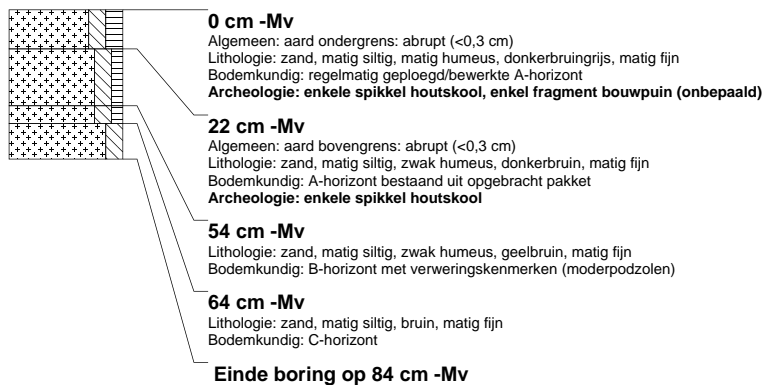 0 cm -Mv
Algemeen: aard ondergrens: abrupt (<0,3 cm)
Lithologie: zand, matig siltig, matig humeus, donkerbruingrijs, matig fijn
Bodemkundig: regelmatig geploegd/bewerkte A-horizont
Archeologie: enkele spikkel houtskool, enkel fragment bouwpuin (onbepaald)
22 cm -Mv
Algemeen: aard bovengrens: abrupt (<0,3 cm)
Lithologie: zand, matig siltig, zwak humeus, donkerbruin, matig fijn
Bodemkundig: A-horizont bestaand uit opgebracht pakket
Archeologie: enkele spikkel houtskool
54 cm -Mv
Lithologie: zand, matig siltig, zwak humeus, geelbruin, matig fijn
Bodemkundig: B-horizont met verweringskenmerken (moderpodzolen)
64 cm -Mv
Lithologie: zand, matig siltig, bruin, matig fijn
Bodemkundig: C-horizont
Einde boring op 84 cm -Mv